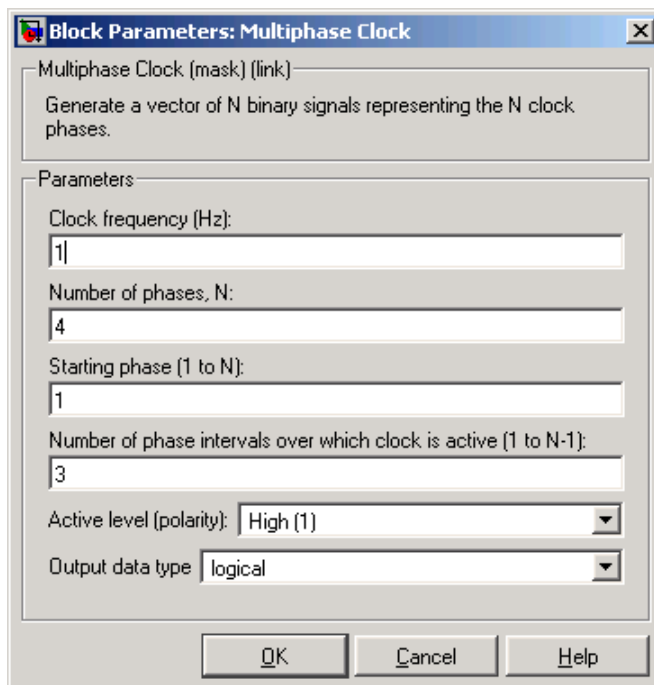 Block Parameters: Multiphase Clock
Multiphase Clock (mask) (link)
Generate a vector of N binary signals representing the N clock
phases.
Parameters
Clock frequency (Hz):
1
Number of phases, N:
4
Starting phase (1 to N):
1
Number of phase intervals over which clock is active (1 to N-1):
3
Active level (polarity): High (1)
Output data type logical
OK Cancel Help